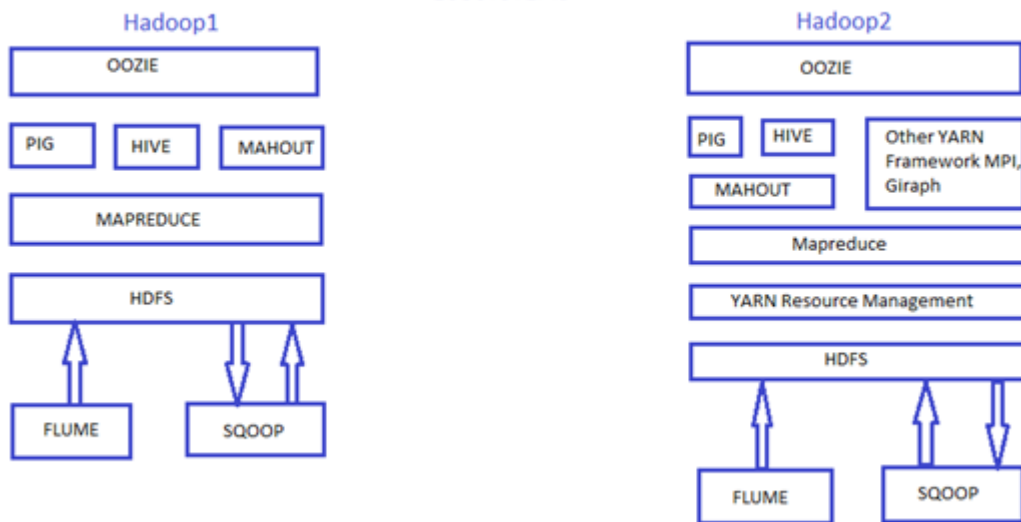 Hadoop1
OOZIE
PIG
HIVE
MAHOUT
MAPREDUCE
HDFS
FLUME
SQOOP
Hadoop2
OOZIE
PIG
HIVE
Other YARN
Framework MPI,
Giraph
MAHOUT
Mapreduce
YARN Resource Management
HDFS
FLUME
SQOOP